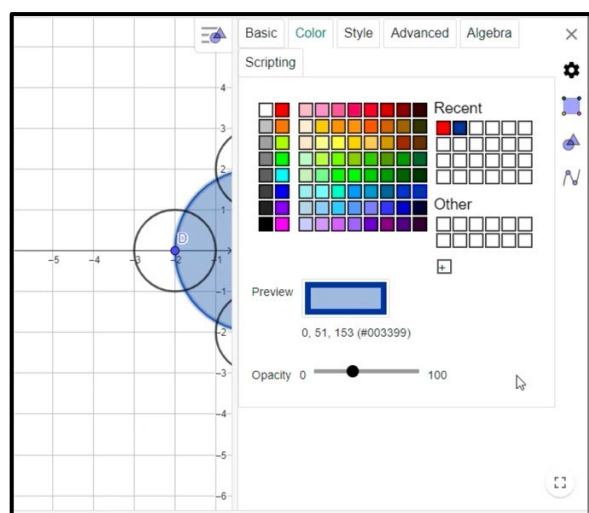 Basic Color Style Advanced Algebra
Scripting
Recent
Other
Preview
0, 51, 153 (#003399)
Opacity 0 100
4
3
2
1
D
-5 -4 -3 -2 -1
-1
-2
-3
-4
-5
-6